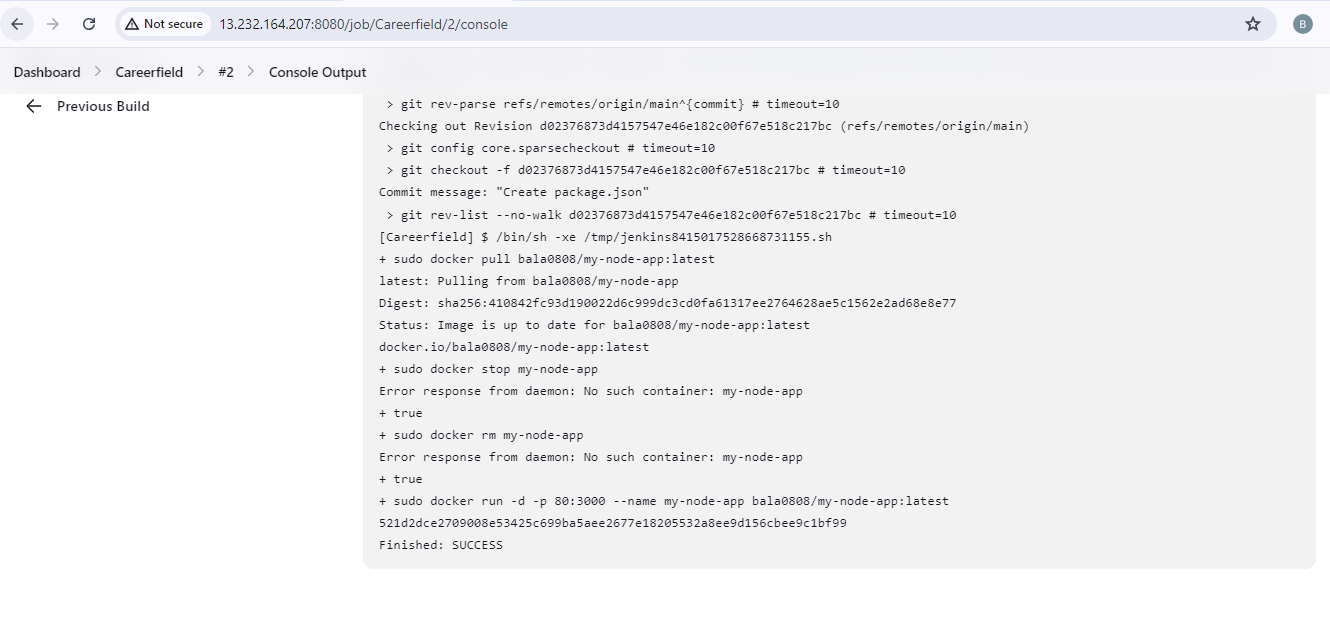 Not secure
13.232.164.207:8080/job/Careerfield/2/console
B
Dashboard > Careerfield > #2 > Console Output
Previous Build
> git rev-parse refs/remotes/origin/main^{commit} # timeout=10
Checking out Revision d02376873d4157547e46e182c00f67e518c217bc (refs/remotes/origin/main)
> git config core.sparsecheckout # timeout=10
> git checkout -f d02376873d4157547e46e182c00f67e518c217bc # timeout=10
Commit message: "Create package.json"
> git rev-list --no-walk d02376873d4157547e46e182c00f67e518c217bc # timeout=10
[Careerfield] $ /bin/sh -xe /tmp/jenkins8415017528668731155.sh
+ sudo docker pull bala0808/my-node-app:latest
latest: Pulling from bala0808/my-node-app
Digest: sha256:410842fc93d190022d6c999dc3cd0fa61317ee2764628ae5c1562e2ad68e8e77
Status: Image is up to date for bala0808/my-node-app:latest
docker.io/bala0808/my-node-app:latest
+ sudo docker stop my-node-app
Error response from daemon: No such container: my-node-app
+ true
+ sudo docker rm my-node-app
Error response from daemon: No such container: my-node-app
+ true
+ sudo docker run -d -p 80:3000 --name my-node-app bala0808/my-node-app:latest
521d2dce2709008e53425c699ba5aee2677e18205532a8ee9d156cbee9c1bf99
Finished: SUCCESS